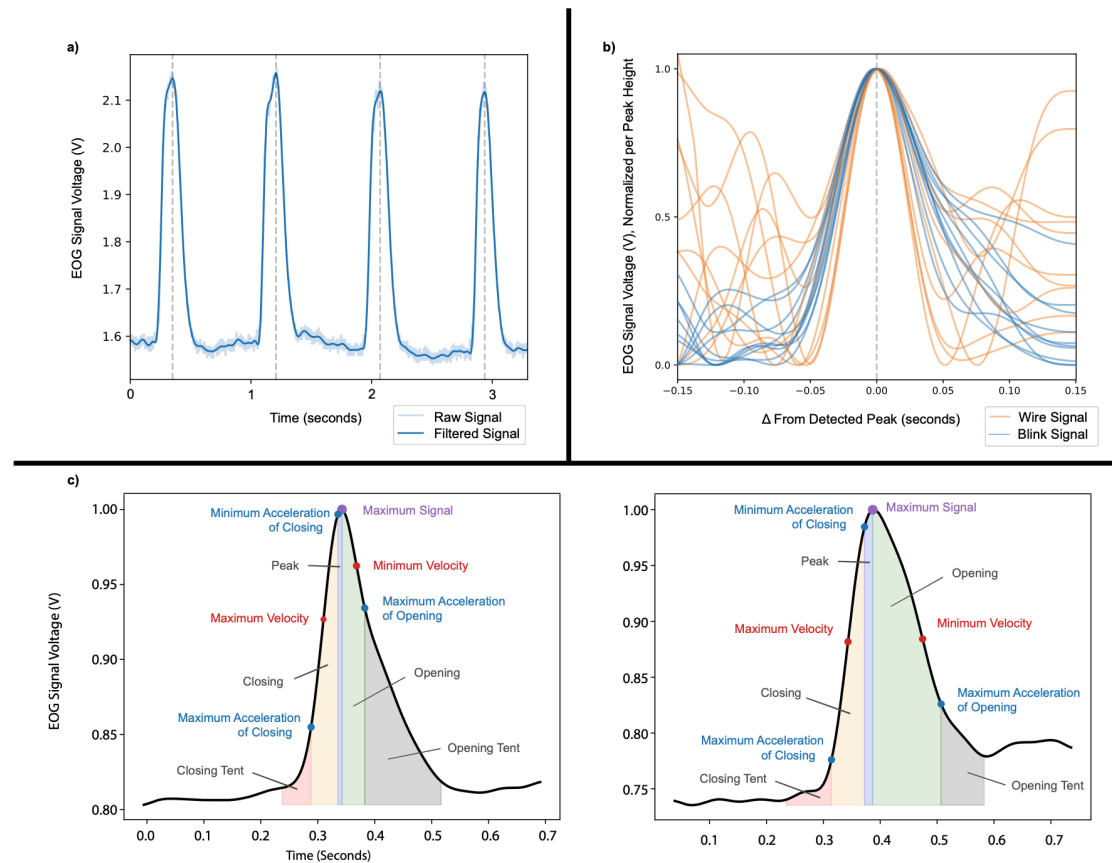 a)
EOG Signal Voltage (V)
2.1
2.0
1.9
1.8
1.7
1.6
0
1
2
3
Time (seconds)
Raw Signal
Filtered Signal
b)
EOG Signal Voltage (V), Normalized per Peak Height
1.0
0.5
0.0
−0.15
−0.10
−0.05
0.00
0.05
0.10
0.15
Δ From Detected Peak (seconds)
Wire Signal
Blink Signal
c)
EOG Signal Voltage (V)
1.00
0.95
0.90
0.85
0.80
Minimum Acceleration
of Closing
Maximum Signal
Peak
Minimum Velocity
Maximum Acceleration
of Opening
Maximum Velocity
Closing
Opening
Maximum Acceleration
of Closing
Closing Tent
Opening Tent
0.0
0.1
0.2
0.3
0.4
0.5
0.6
0.7
Time (Seconds)
1.00
0.95
0.90
0.85
0.80
0.75
Minimum Acceleration
of Closing
Maximum Signal
Peak
Opening
Maximum Velocity
Minimum Velocity
Closing
Maximum Acceleration
of Opening
Maximum Acceleration
of Closing
Closing Tent
Opening Tent
0.1
0.2
0.3
0.4
0.5
0.6
0.7